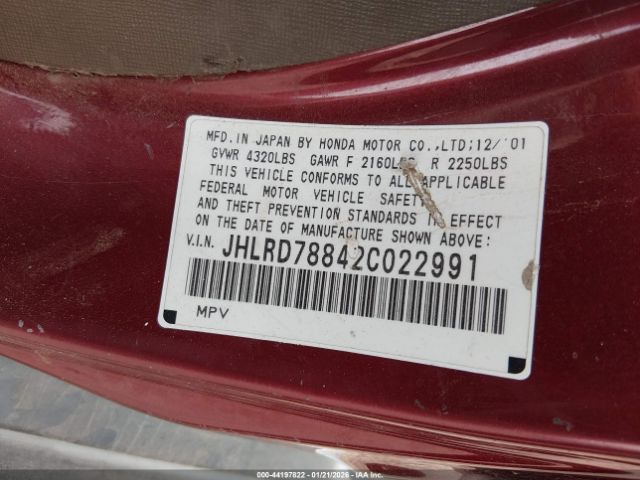 MFD. IN JAPAN BY HONDA MOTOR CO.,LTD;12/'01
GVWR 4320LBS GAWR F 2160LBS R 2250LBS
THIS VEHICLE CONFORMS TO ALL APPLICABLE
FEDERAL MOTOR VEHICLE SAFETY
AND THEFT PREVENTION STANDARDS IN EFFECT
ON THE DATE OF MANUFACTURE SHOWN ABOVE:
V.I.N. JHLRD78842C022991
MPV
000-44197822 | 01/21/2026 - Copyright IAA, LLC